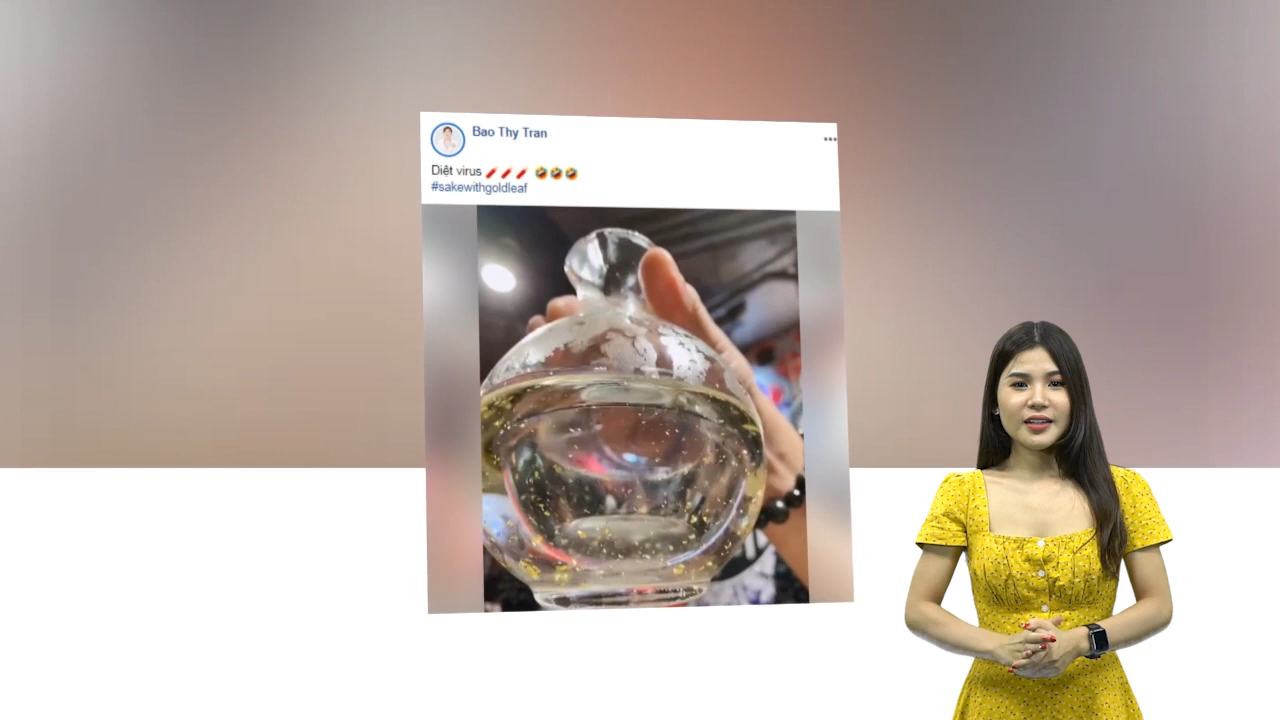 Bao Thy Tran
Diệt virus 🧨🧨🧨 🤣🤣🤣
#sakewithgoldleaf